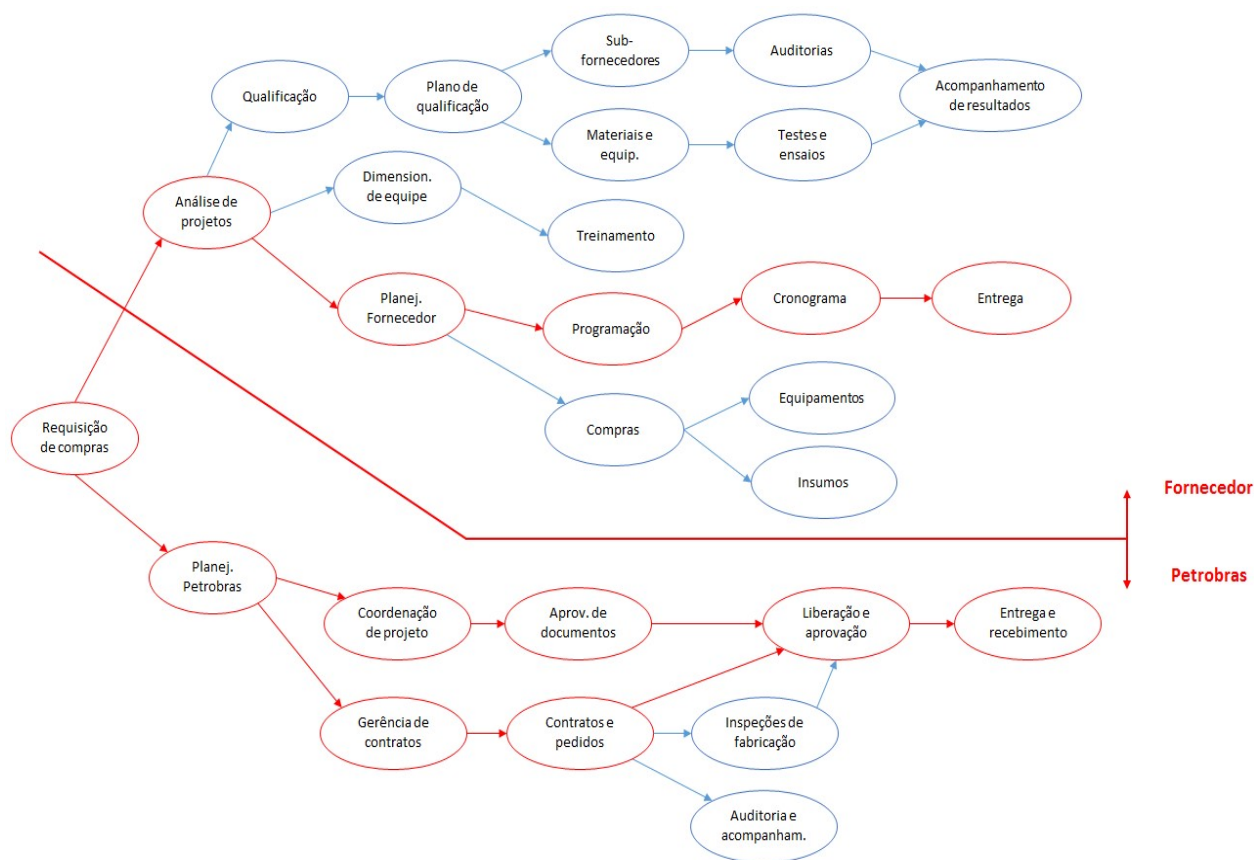 Sub-
fornecedores
Auditorias
Qualificação
Plano de
qualificação
Acompanhamento
de resultados
Materiais e
equip.
Testes e
ensaios
Dimension.
de equipe
Análise de
projetos
Treinamento
Planej.
Fornecedor
Programação
Cronograma
Entrega
Equipamentos
Compras
Insumos
Requisição
de compras
Fornecedor
Petrobras
Planej.
Petrobras
Coordenação
de projeto
Aprov. de
documentos
Liberação e
aprovação
Entrega e
recebimento
Gerência de
contratos
Contratos e
pedidos
Inspeções de
fabricação
Auditoria e
acompanham.